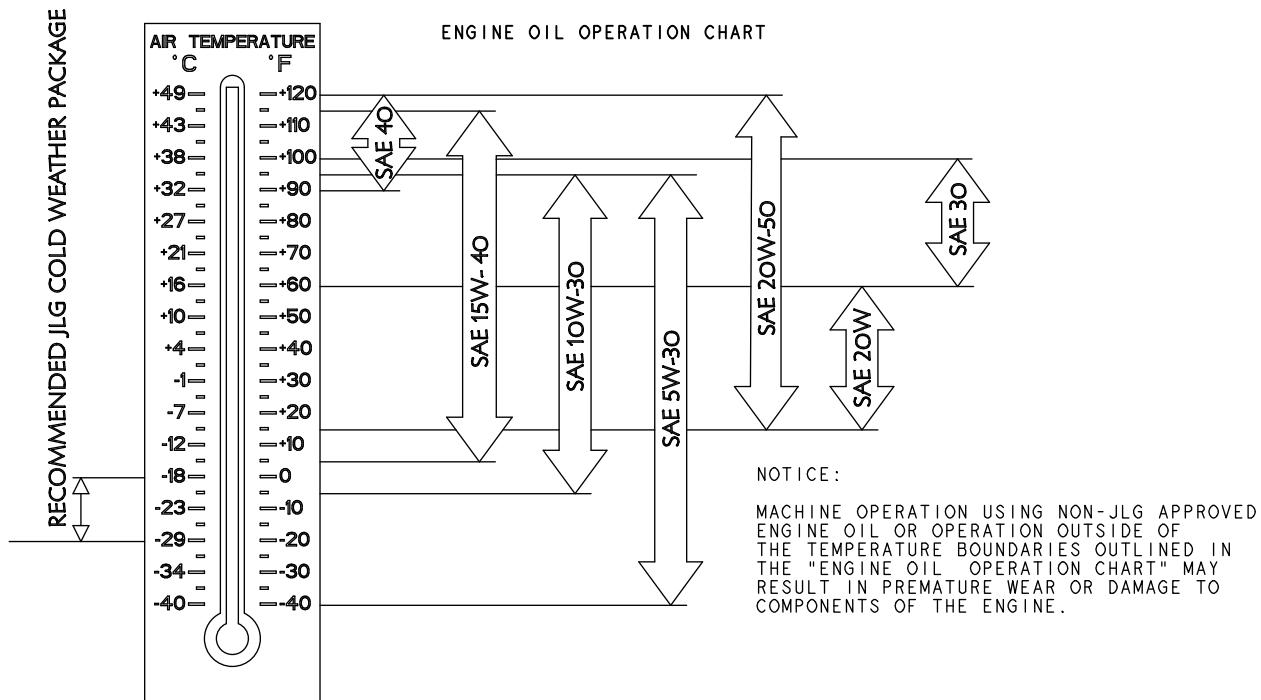 RECOMMENDED JLG COLD WEATHER PACKAGE
ENGINE OIL OPERATION CHART
AIR TEMPERATURE
°C °F
+49 +120
+43 +110
+38 +100
+32 +90
+27 +80
+21 +70
+16 +60
+10 +50
+4 +40
-1 +30
-7 +20
-12 +10
-18 0
-23 -10
-29 -20
-34 -30
-40 -40
SAE 40
SAE 15W-40
SAE 10W-30
SAE 5W-30
SAE 20W-50
SAE 20W
SAE 30
NOTICE:
MACHINE OPERATION USING NON-JLG APPROVED
ENGINE OIL OR OPERATION OUTSIDE OF
THE TEMPERATURE BOUNDARIES OUTLINED IN
THE "ENGINE OIL OPERATION CHART" MAY
RESULT IN PREMATURE WEAR OR DAMAGE TO
COMPONENTS OF THE ENGINE.